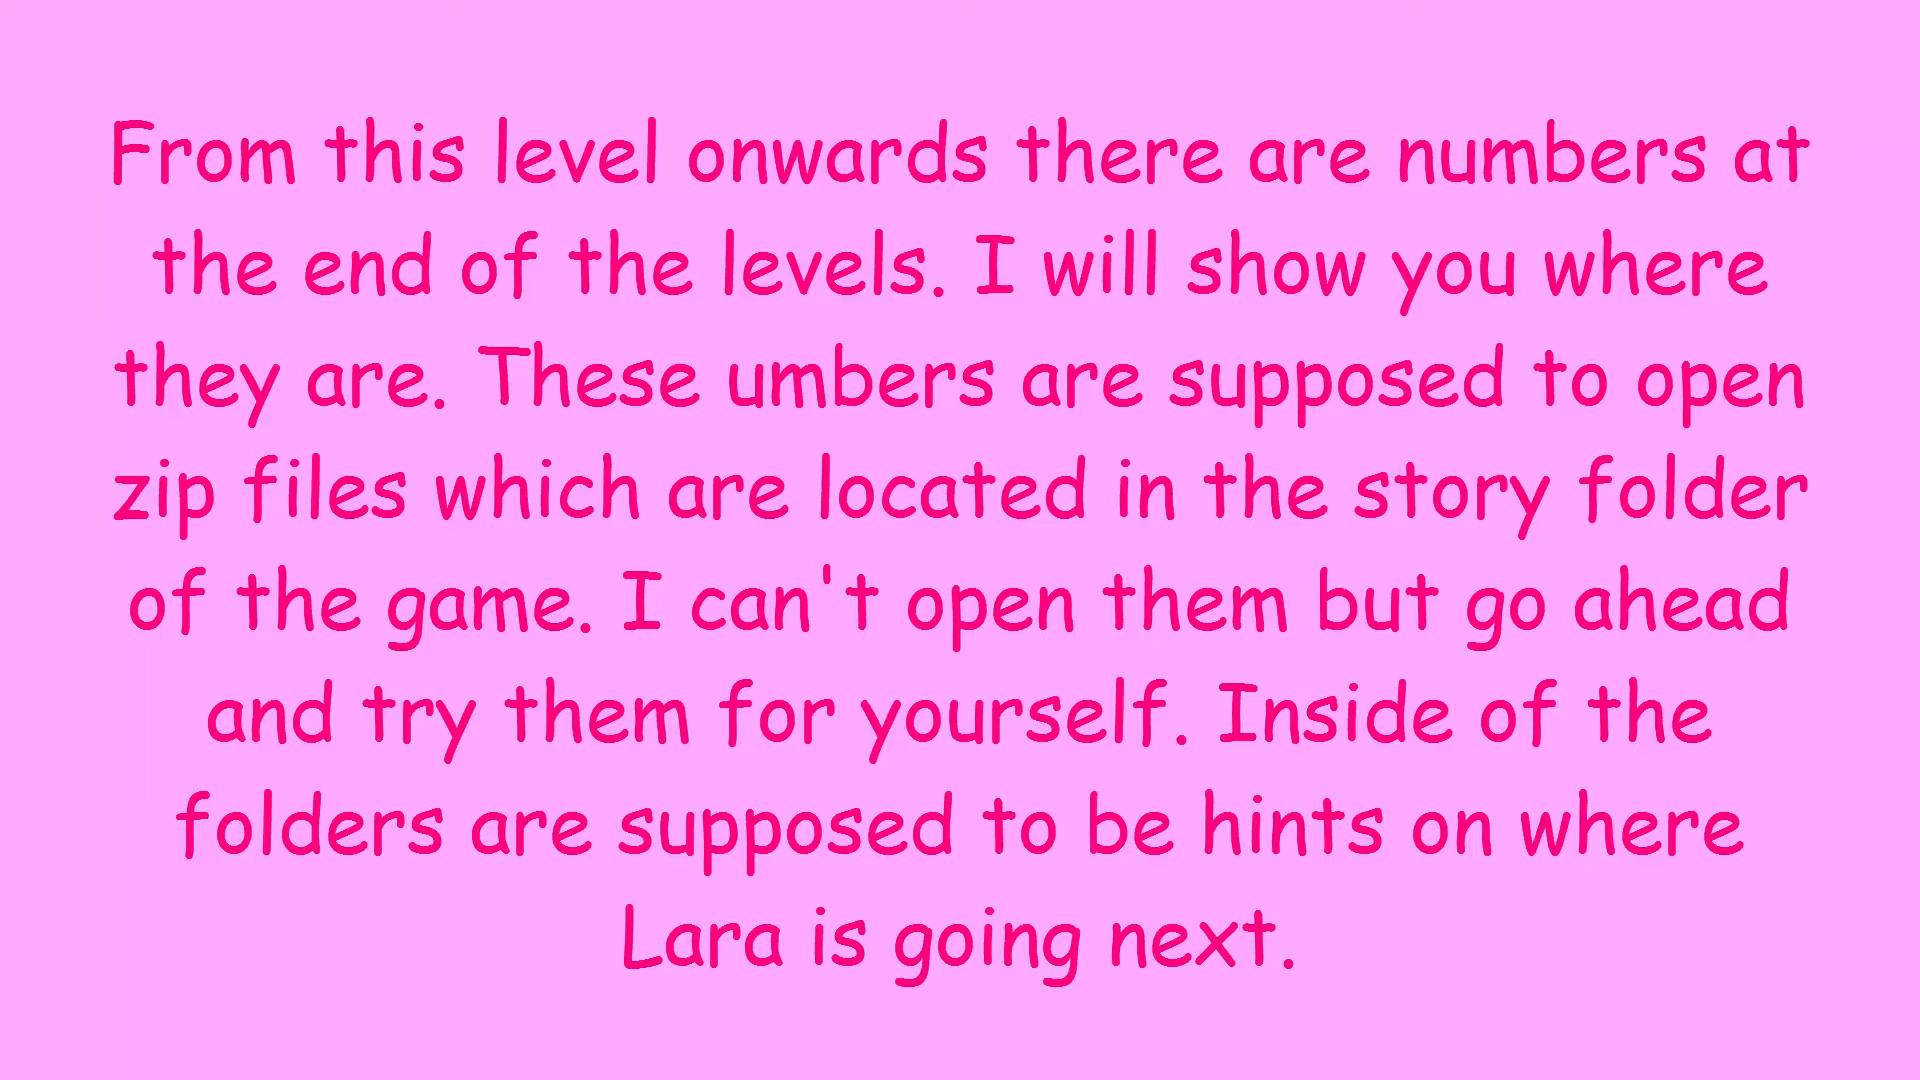 From this level onwards there are numbers at
the end of the levels. I will show you where
they are. These umbers are supposed to open
zip files which are located in the story folder
of the game. I can't open them but go ahead
and try them for yourself. Inside of the
folders are supposed to be hints on where
Lara is going next.